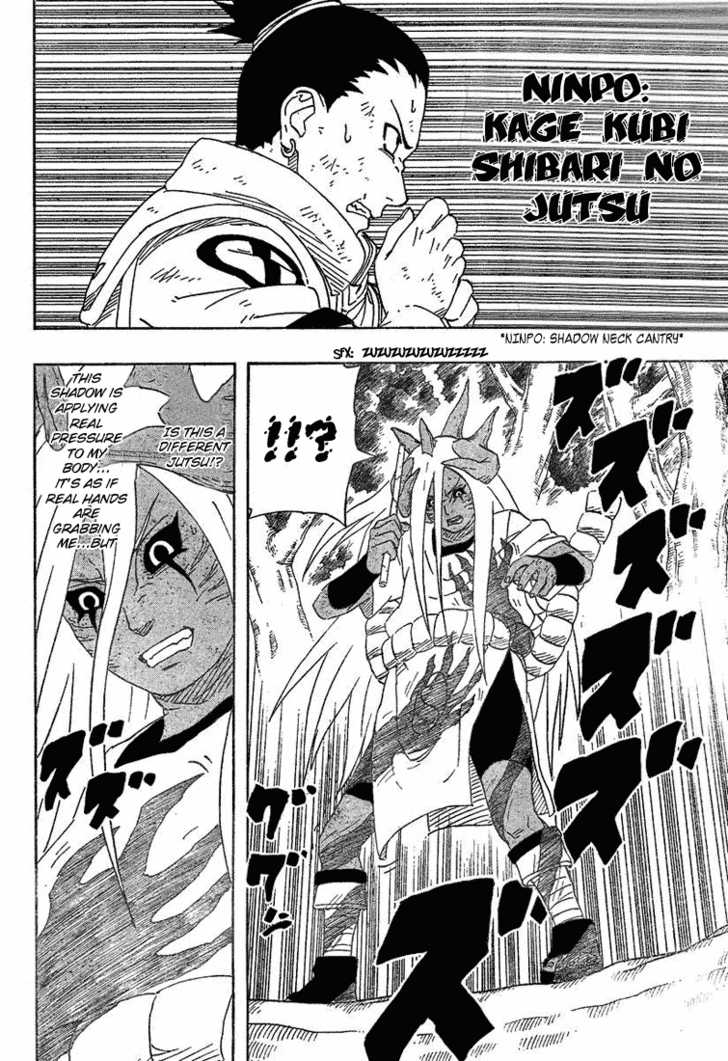 NINPO:
KAGE KUBI
SHIBARI NO
JUTSU
"NINPO: SHADOW NECK CANTRY"
SFX: ZUZUZUZUZUZUZZZZZ
!!?
ズズズズ
IS THIS A
DIFFERENT
JUTSU!?
THIS
SHADOW IS
APPLYING
REAL
PRESSURE
TO MY
BODY...
IT'S AS IF
REAL HANDS
ARE
GRABBING
ME...BUT
ググ
ズ
ズズ